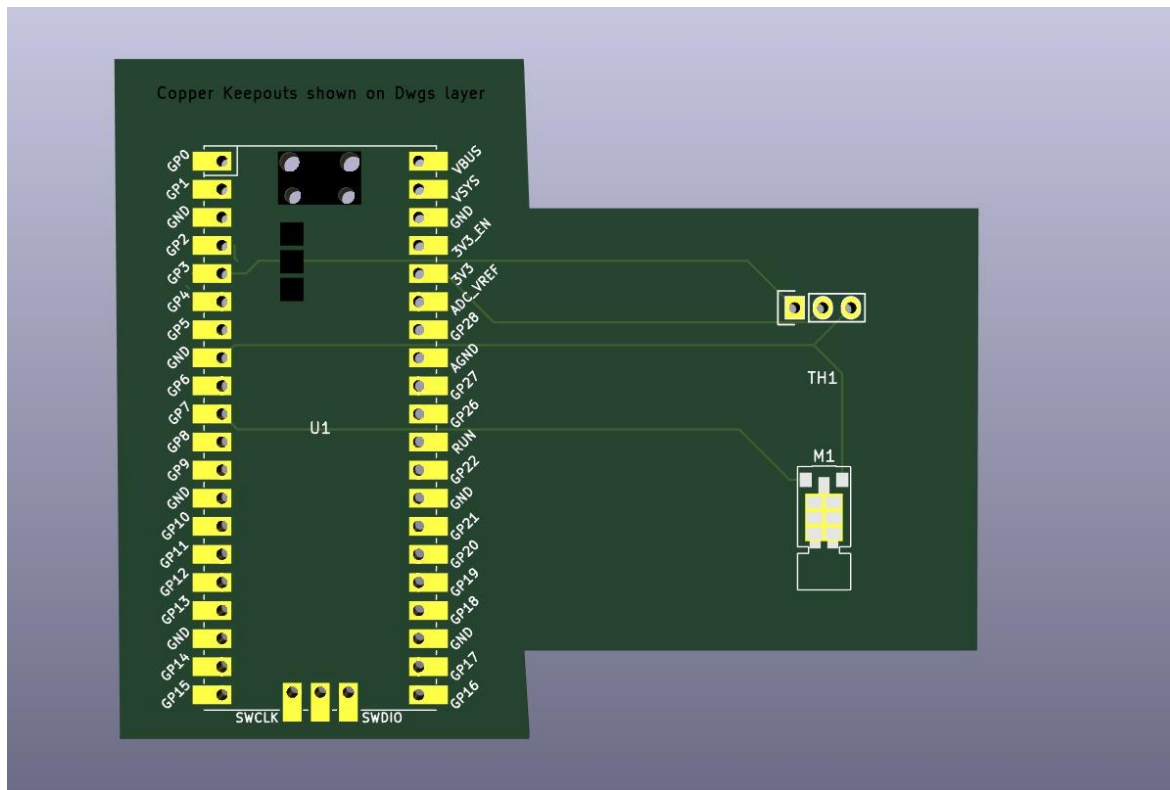 Copper Keepouts shown on Dwgs layer
GP0
GP1
GND
GP2
GP3
GP4
GP5
GND
GP6
GP7
GP8
GP9
GND
GP10
GP11
GP12
GP13
GND
GP14
GP15
VBUS
VSYS
GND
3V3_EN
3V3
ADC_VREF
GP28
AGND
GP27
GP26
RUN
GP22
GND
GP21
GP20
GP19
GP18
GND
GP17
GP16
U1
SWCLK
SWDIO
TH1
M1